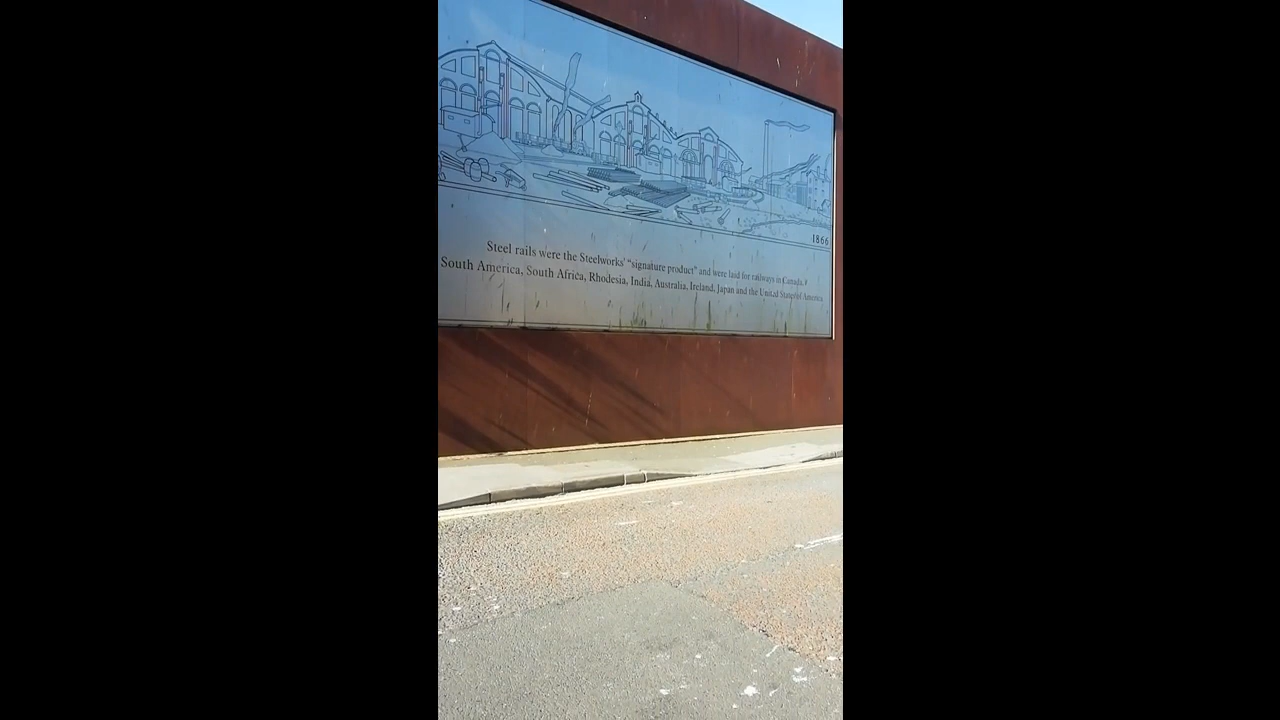 1866
Steel rails were the Steelworks' "signature product" and were laid for railways in Canada,
South America, South Africa, Rhodesia, India, Australia, Ireland, Japan and the United States of America